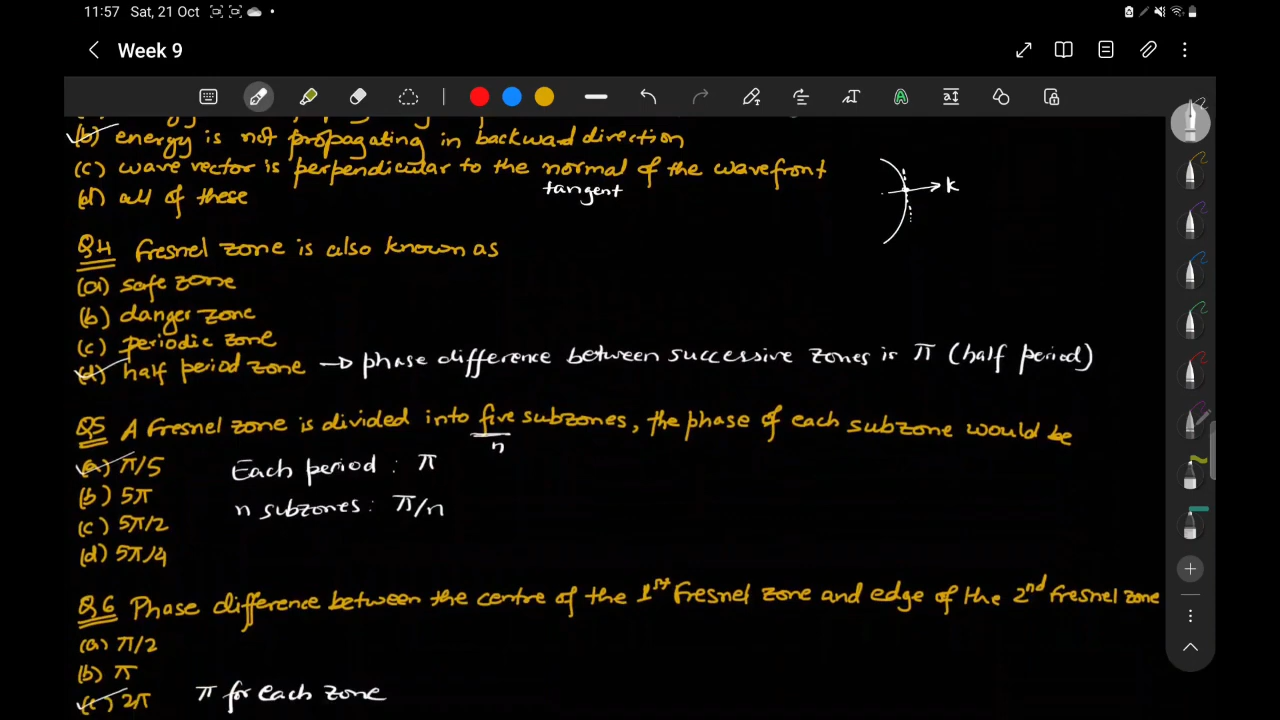 11:57 Sat, 21 Oct
Week 9
(b) energy is not propagating in backward direction
(c) wave vector is perpendicular to the normal of the wavefront
tangent
k
(d) all of these
Q4 Fresnel zone is also known as
(a) safe zone
(b) danger zone
(c) periodic zone
(d) half period zone → phase difference between successive zones is π (half period)
Q5 A Fresnel zone is divided into five subzones, the phase of each subzone would be
n
(a) π/5 Each period : π
(b) 5π
n subzones : π/n
(c) 5π/2
(d) 5π/4
Q6 Phase difference between the centre of the 1st Fresnel zone and edge of the 2nd Fresnel zone
(a) π/2
(b) π
(c) 2π π for each zone